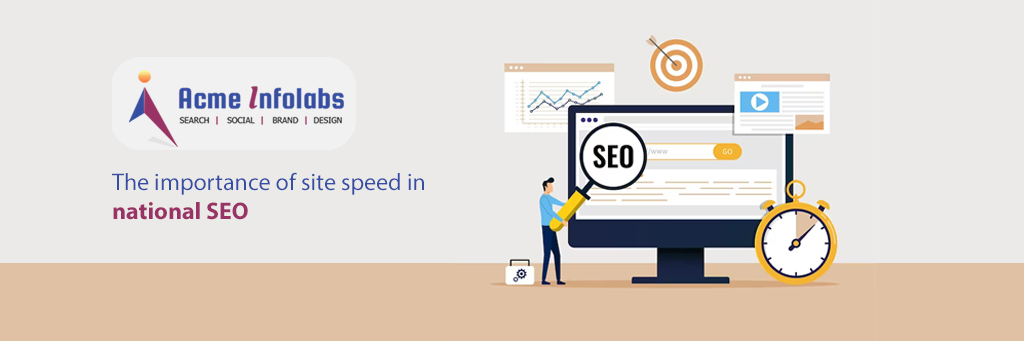 Acme Infolabs
SEARCH | SOCIAL | BRAND | DESIGN
The importance of site speed in
national SEO
SEO
/www
GO